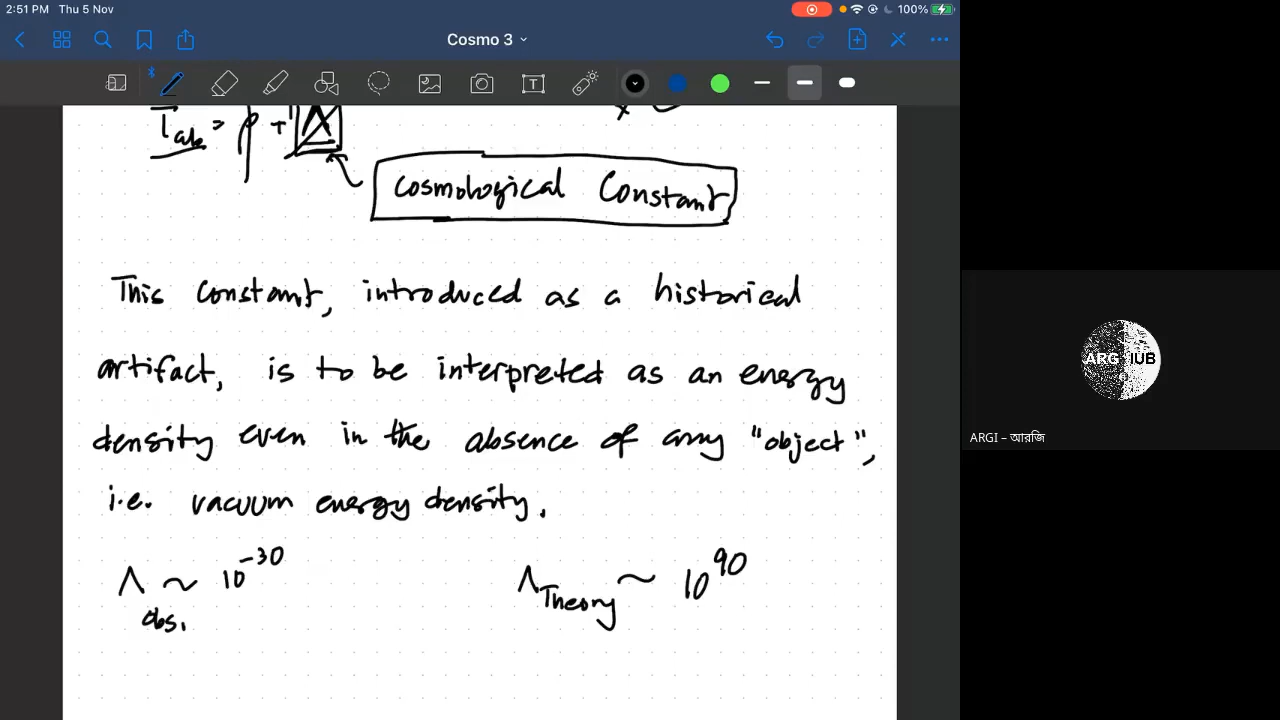 2:51 PM Thu 5 Nov
100%
Cosmo 3
T_ab = ρ + Λ
Cosmological Constant
This constant, introduced as a historical
artifact, is to be interpreted as an energy
density even in the absence of any "object",
i.e. vacuum energy density.
Λ obs. ~ 10^-30
Λ Theory ~ 10^90
ARG IUB
ARGI – আরজি